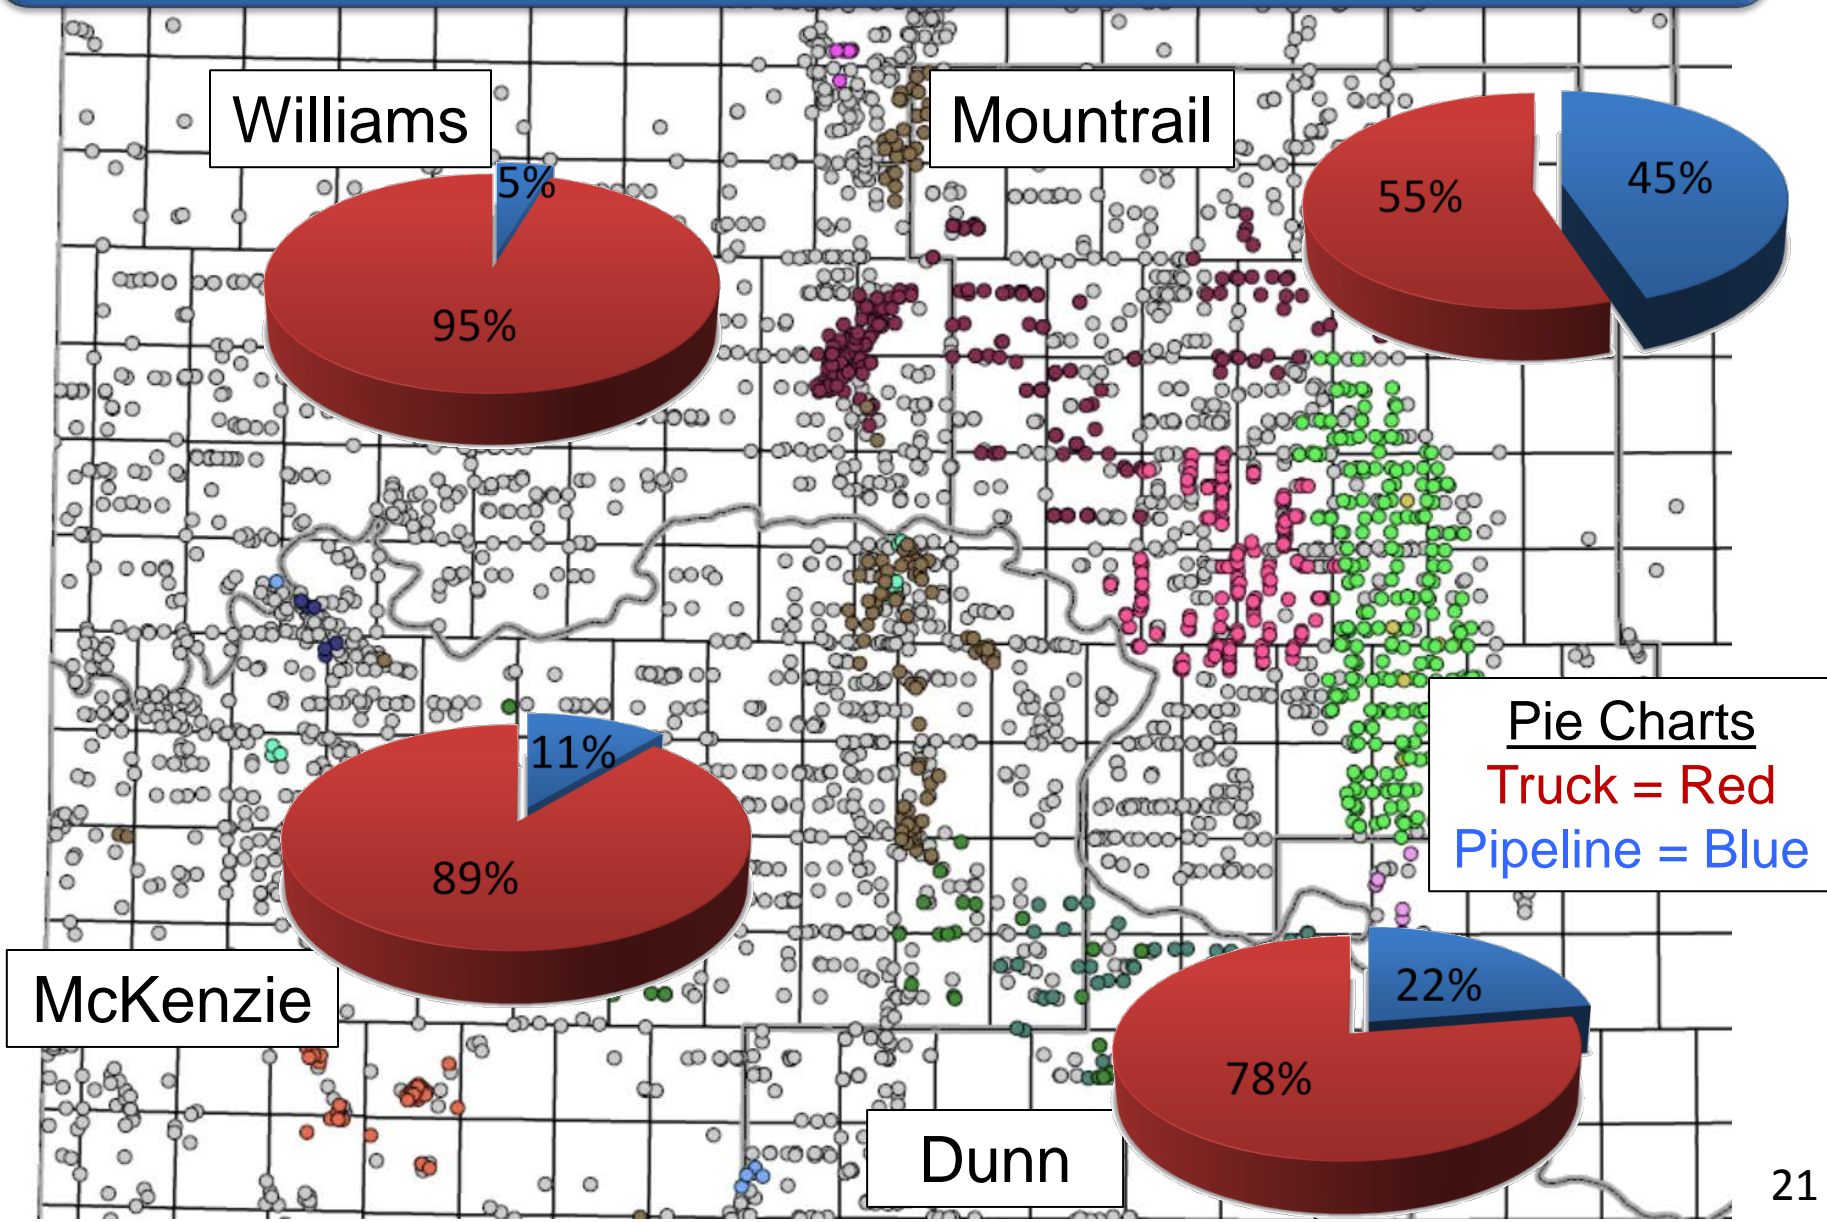 Williams
Mountrail
5%
95%
55%
45%
Pie Charts
Truck = Red
Pipeline = Blue
11%
89%
McKenzie
22%
78%
Dunn
21